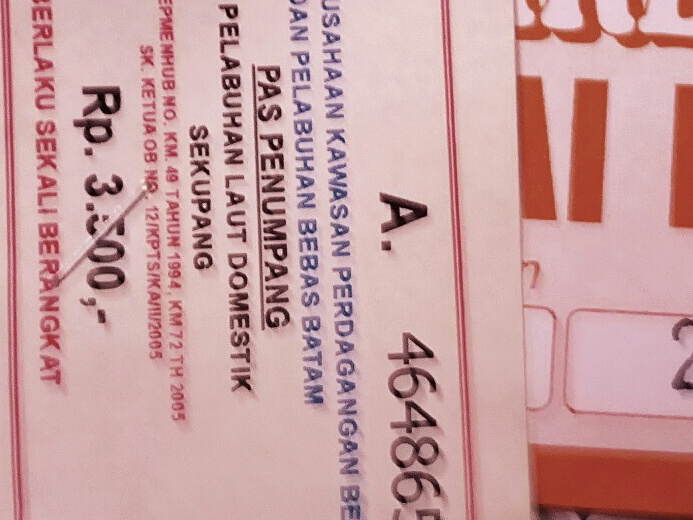 A. 464865
USAHAAN KAWASAN PERDAGANGAN BE
DAN PELABUHAN BEBAS BATAM
PAS PENUMPANG
PELABUHAN LAUT DOMESTIK
SEKUPANG
EPMENHUB NO. KM. 49 TAHUN 1994, KM 72 TH 2005
SK. KETUA OB NO. 12/KPTS/KA/III/2005
Rp. 3.500,-
BERLAKU SEKALI BERANGKAT